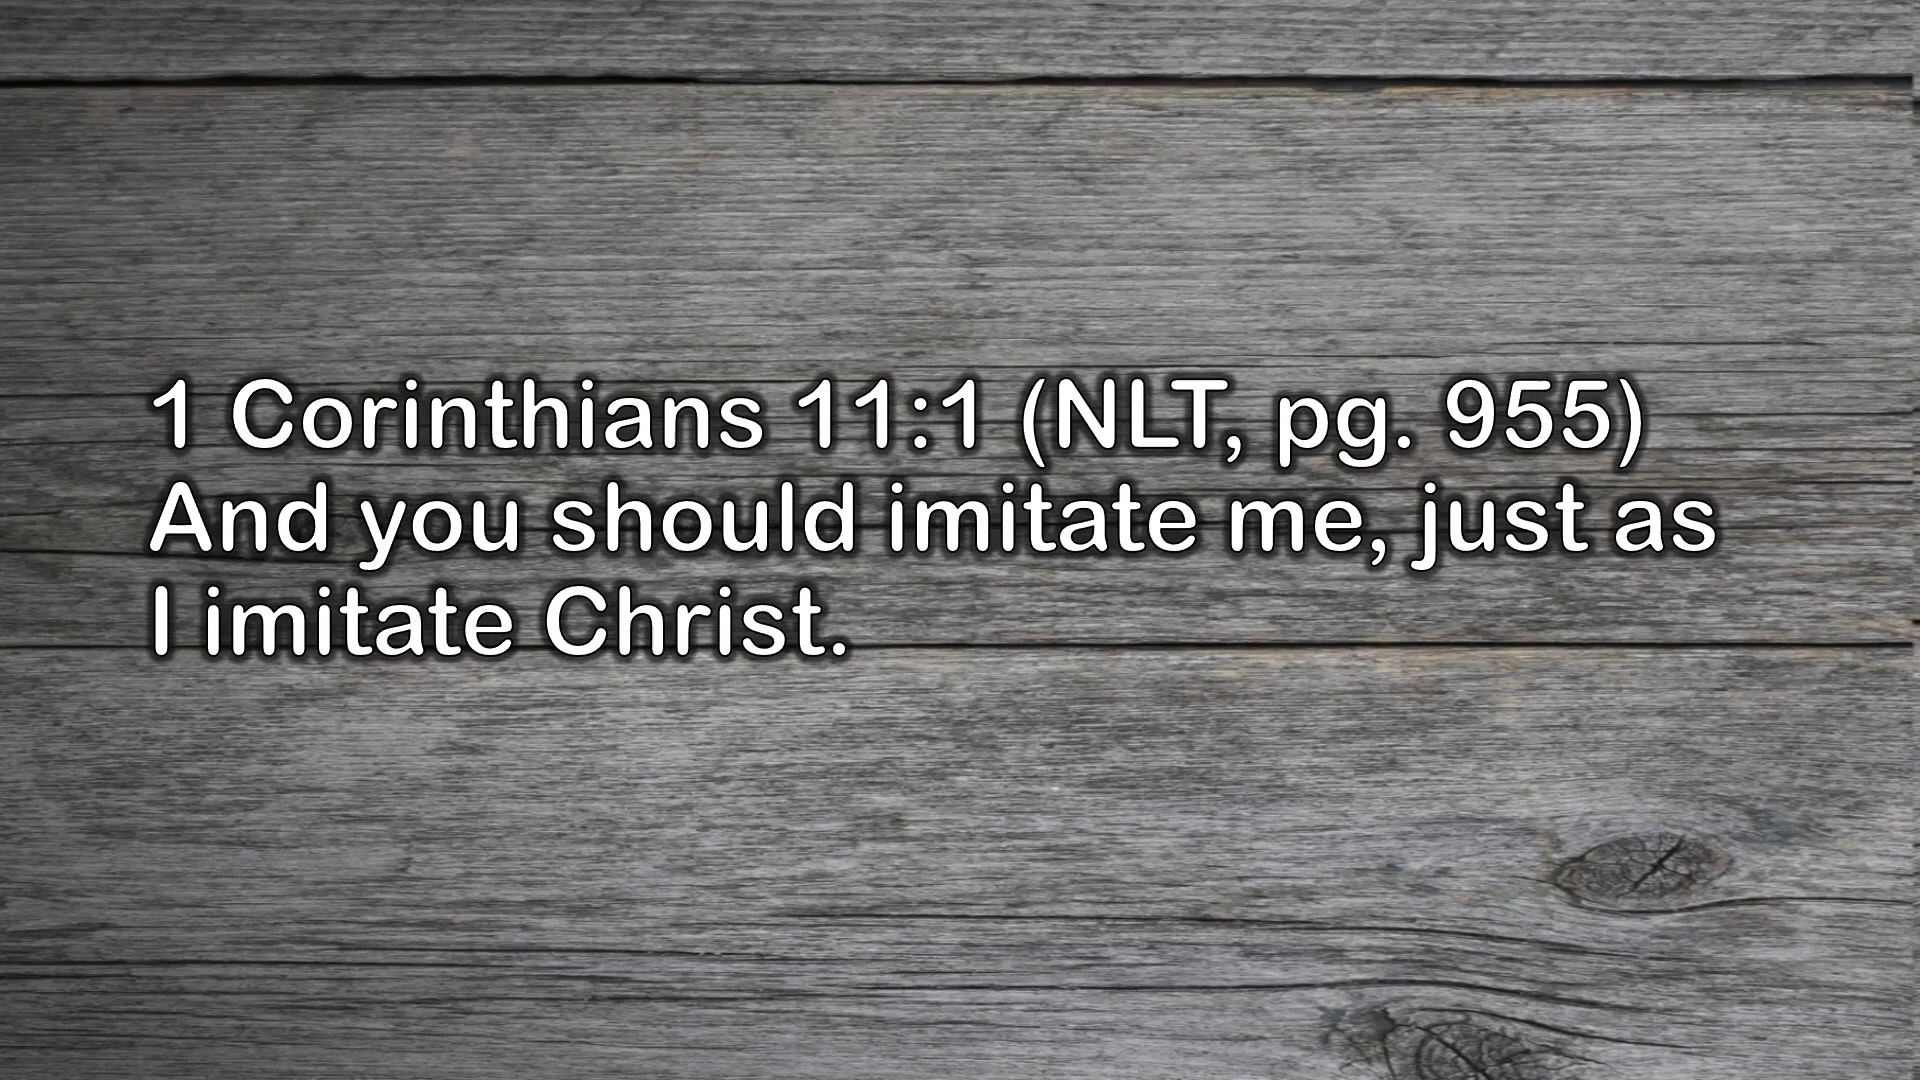 1 Corinthians 11:1 (NLT, pg. 955)
And you should imitate me, just as
I imitate Christ.